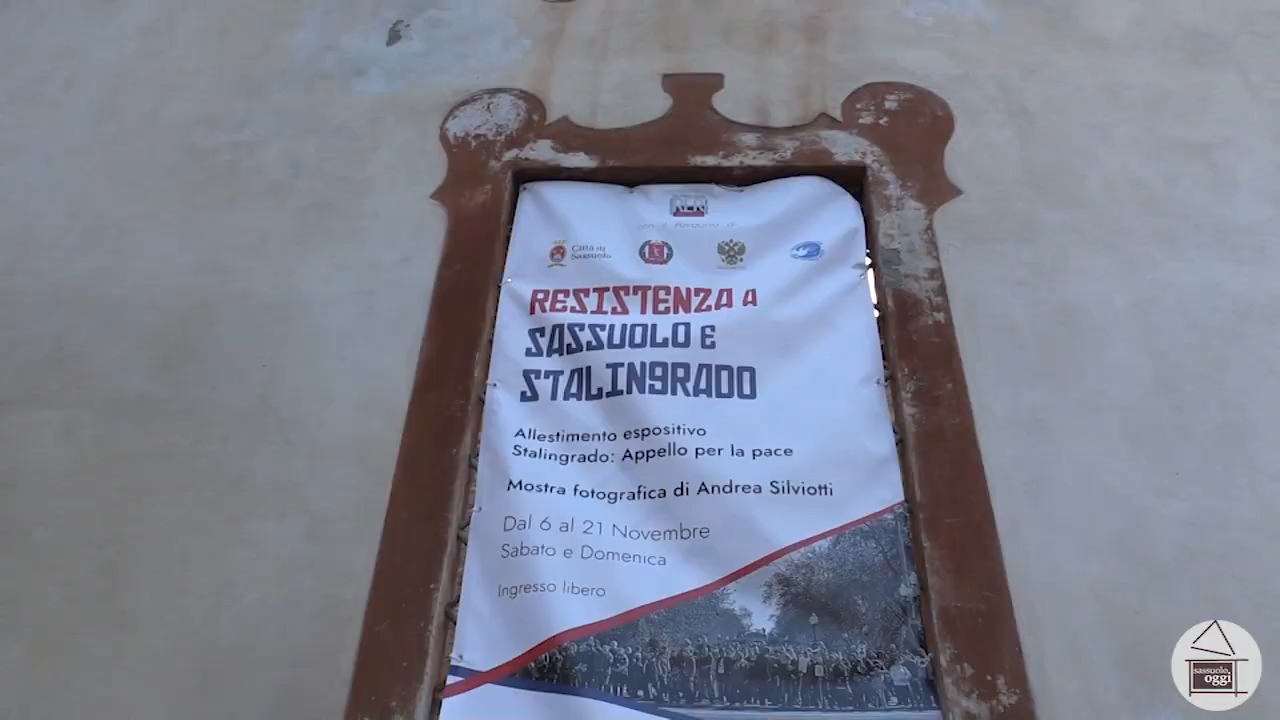 RER
Città di
Sassuolo
RESISTENZA A
SASSUOLO E
STALINGRADO
Allestimento espositivo
Stalingrado: Appello per la pace
Mostra fotografica di Andrea Silviotti
Dal 6 al 21 Novembre
Sabato e Domenica
Ingresso libero
sassuolo
oggi